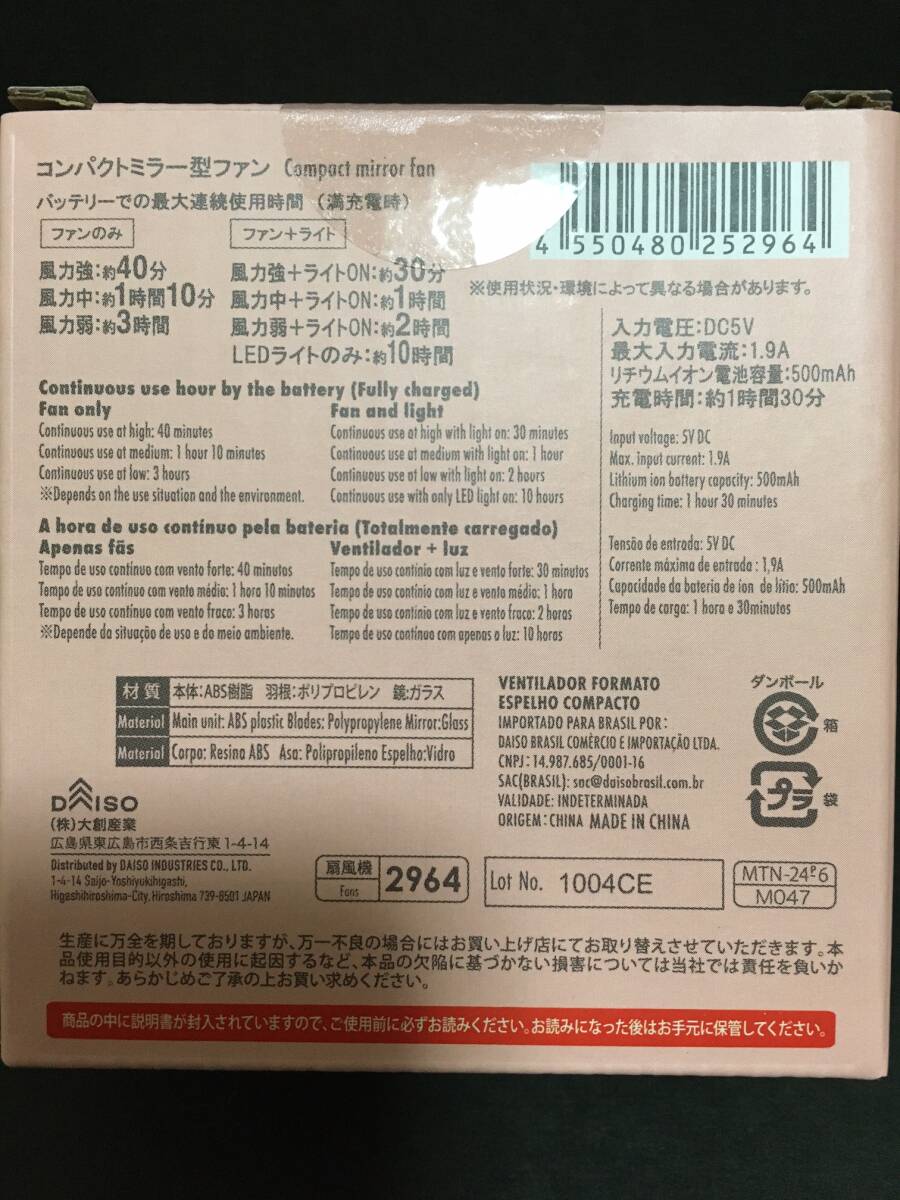 コンパクトミラー型ファン Compact mirror fan
バッテリーでの最大連続使用時間(満充電時)
ファンのみ
風力強:約40分
風力中:約1時間10分
風力弱:約3時間
ファン+ライト
風力強+ライトON:約30分
風力中+ライトON:約1時間
風力弱+ライトON:約2時間
LEDライトのみ:約10時間
4 550480 252964
※使用状況・環境によって異なる場合があります。
入力電圧:DC5V
最大入力電流:1.9A
リチウムイオン電池容量:500mAh
充電時間:約1時間30分
Continuous use hour by the battery (Fully charged)
Fan only
Continuous use at high: 40 minutes
Continuous use at medium: 1 hour 10 minutes
Continuous use at low: 3 hours
※Depends on the use situation and the environment.
Fan and light
Continuous use at high with light on: 30 minutes
Continuous use at medium with light on: 1 hour
Continuous use at low with light on: 2 hours
Continuous use with only LED light on: 10 hours
Input voltage: 5V DC
Max. input current: 1.9A
Lithium ion battery capacity: 500mAh
Charging time: 1 hour 30 minutes
A hora de uso contínuo pela bateria (Totalmente carregado)
Apenas fãs
Tempo de uso contínuo com vento forte: 40 minutos
Tempo de uso contínuo com vento médio: 1 hora 10 minutos
Tempo de uso contínuo com vento fraco: 3 horas
※Depende da situação de uso e do meio ambiente.
Ventilador + luz
Tempo de uso contínio com luz e vento forte: 30 minutos
Tempo de uso contínio com luz e vento médio: 1 hora
Tempo de uso contínio com luz e vento fraco: 2 horas
Tempo de uso contínuo com apenas a luz: 10 horas
Tensão de entrada: 5V DC
Corrente máxima de entrada : 1,9A
Capacidade da bateria de íon de lítio: 500mAh
Tempo de carga: 1 hora e 30minutos
材質 本体:ABS樹脂 羽根:ポリプロピレン 鏡:ガラス
Material Main unit: ABS plastic Blades: Polypropylene Mirror:Glass
Material Corpo: Resina ABS Asa: Polipropileno Espelho:Vidro
VENTILADOR FORMATO
ESPELHO COMPACTO
IMPORTADO PARA BRASIL POR:
DAISO BRASIL COMÉRCIO E IMPORTAÇÃO LTDA.
CNPJ: 14.987.685/0001-16
SAC(BRASIL): sac@daisobrasil.com.br
VALIDADE: INDETERMINADA
ORIGEM: CHINA MADE IN CHINA
ダンボール
箱
プラ
袋
DAISO
(株)大創産業
広島県東広島市西条吉行東1-4-14
Distributed by DAISO INDUSTRIES CO., LTD.
1-4-14 Saijo-Yoshiyukihigashi,
Higashihiroshima-City, Hiroshima 739-8501 JAPAN
扇風機
Fans
2964
Lot No. 1004CE
MTN-24P6
M047
生産に万全を期しておりますが、万一不良の場合にはお買い上げ店にてお取り替えさせていただきます。本
品使用目的以外の使用に起因するなど、本品の欠陥に基づかない損害については当社では責任を負いか
ねます。あらかじめご了承の上お買い求めください。
商品の中に説明書が封入されていますので、ご使用前に必ずお読みください。お読みになった後はお手元に保管してください。